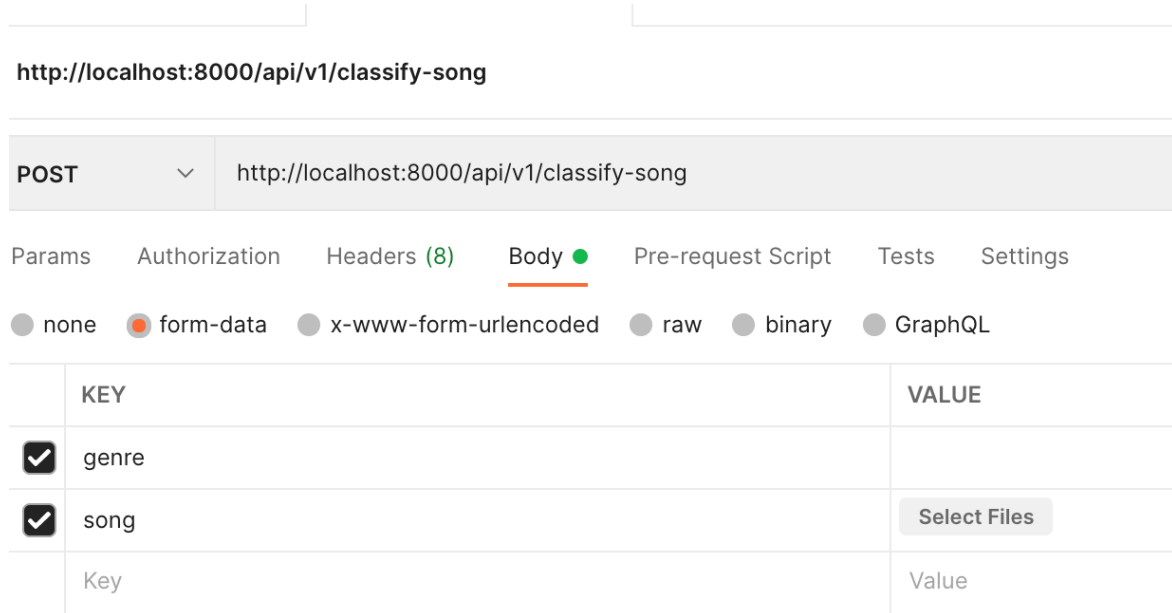 http://localhost:8000/api/v1/classify-song
POST http://localhost:8000/api/v1/classify-song
Params Authorization Headers (8) Body Pre-request Script Tests Settings
none form-data x-www-form-urlencoded raw binary GraphQL
KEY VALUE
genre
song Select Files
Key Value